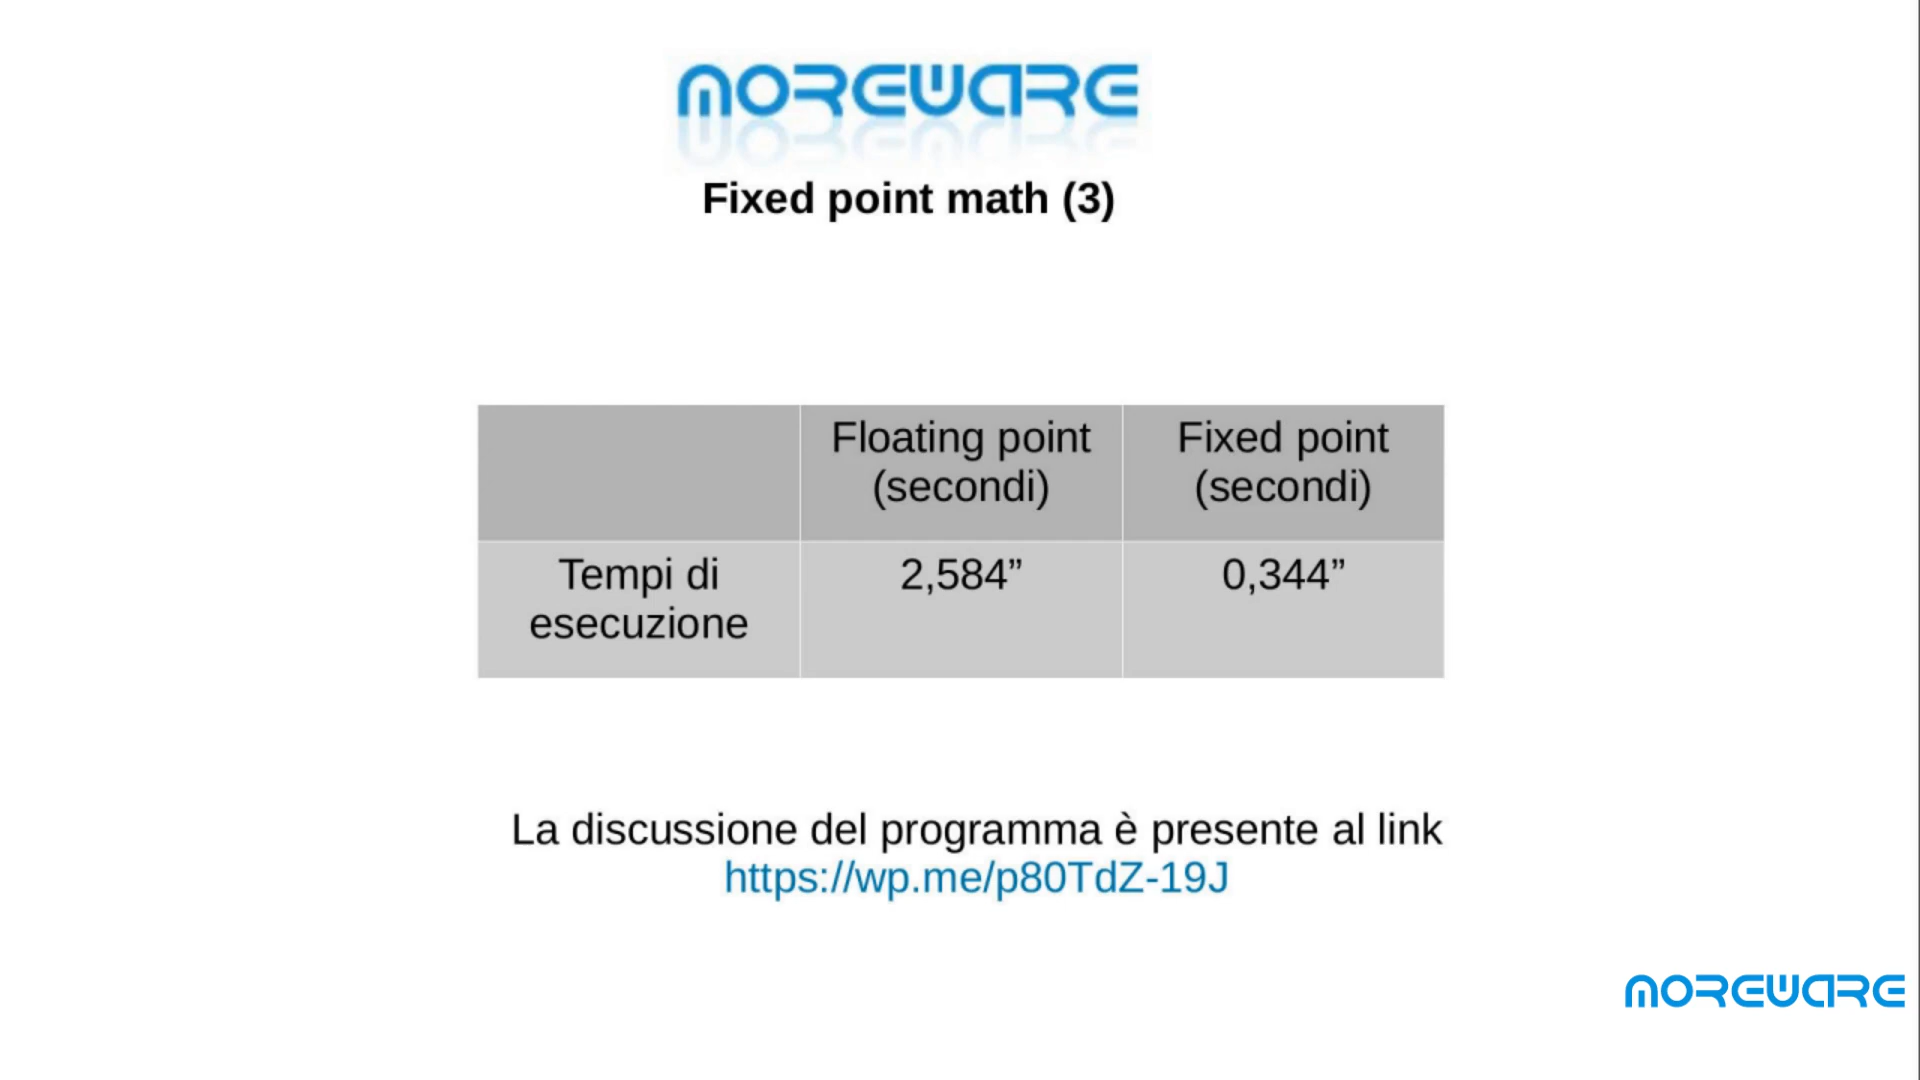 MOREWARE
Fixed point math (3)
Floating point
(secondi)
Fixed point
(secondi)
Tempi di
esecuzione
2,584”
0,344”
La discussione del programma è presente al link
https://wp.me/p80TdZ-19J
MOREWARE